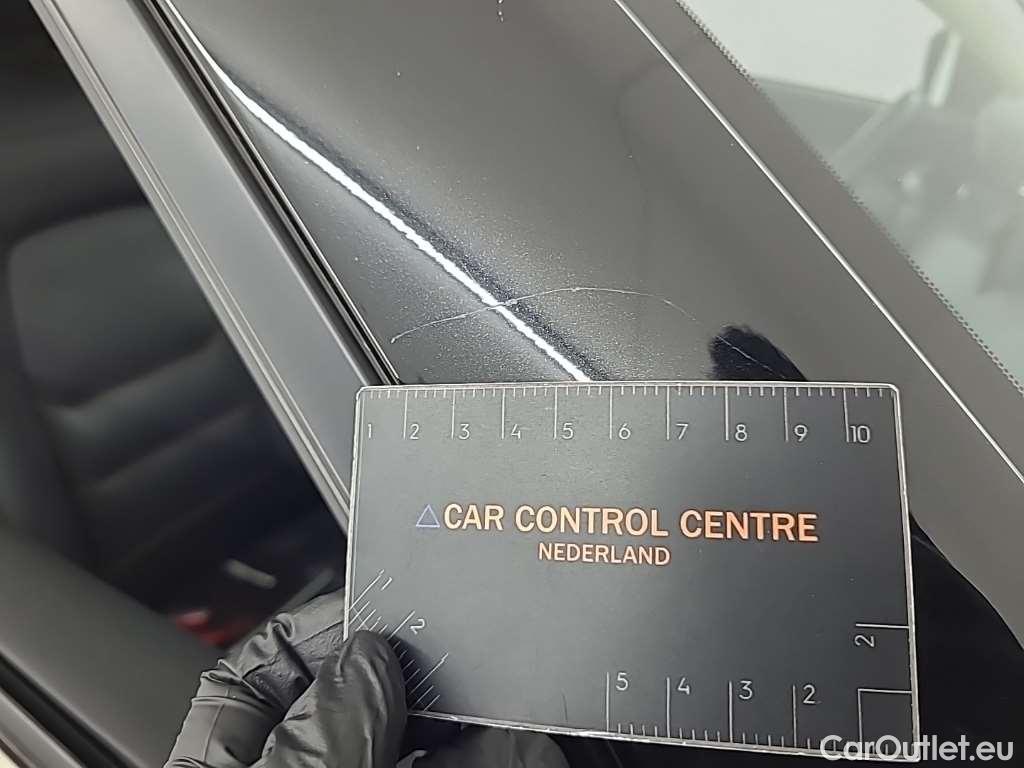 1 2 3 4 5 6 7 8 9 10
CAR CONTROL CENTRE
NEDERLAND
2
2
5 4 3 2
CarOutlet.eu